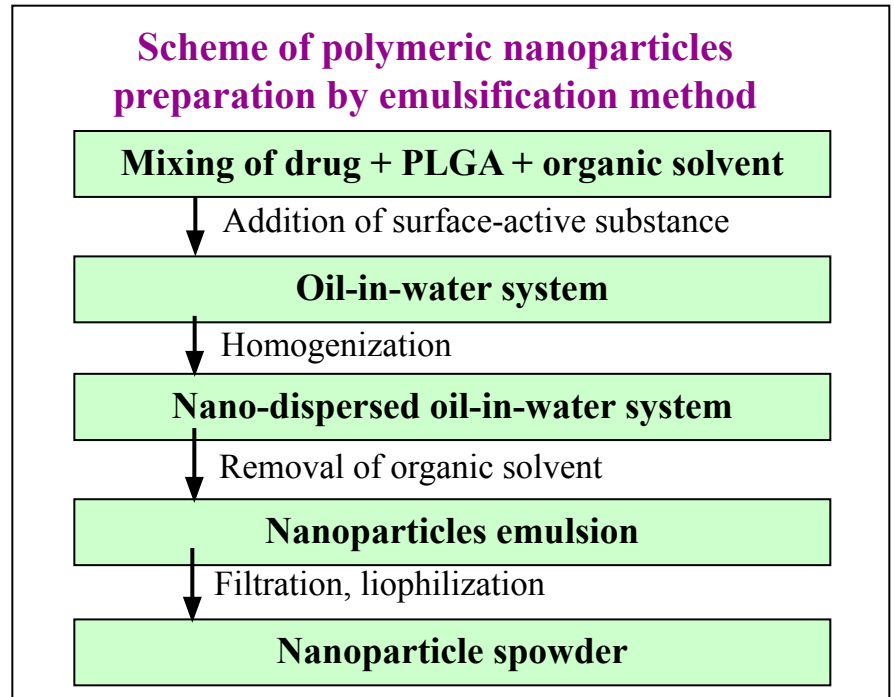 Scheme of polymeric nanoparticles
preparation by emulsification method
Mixing of drug + PLGA + organic solvent
Addition of surface-active substance
Oil-in-water system
Homogenization
Nano-dispersed oil-in-water system
Removal of organic solvent
Nanoparticles emulsion
Filtration, liophilization
Nanoparticle spowder